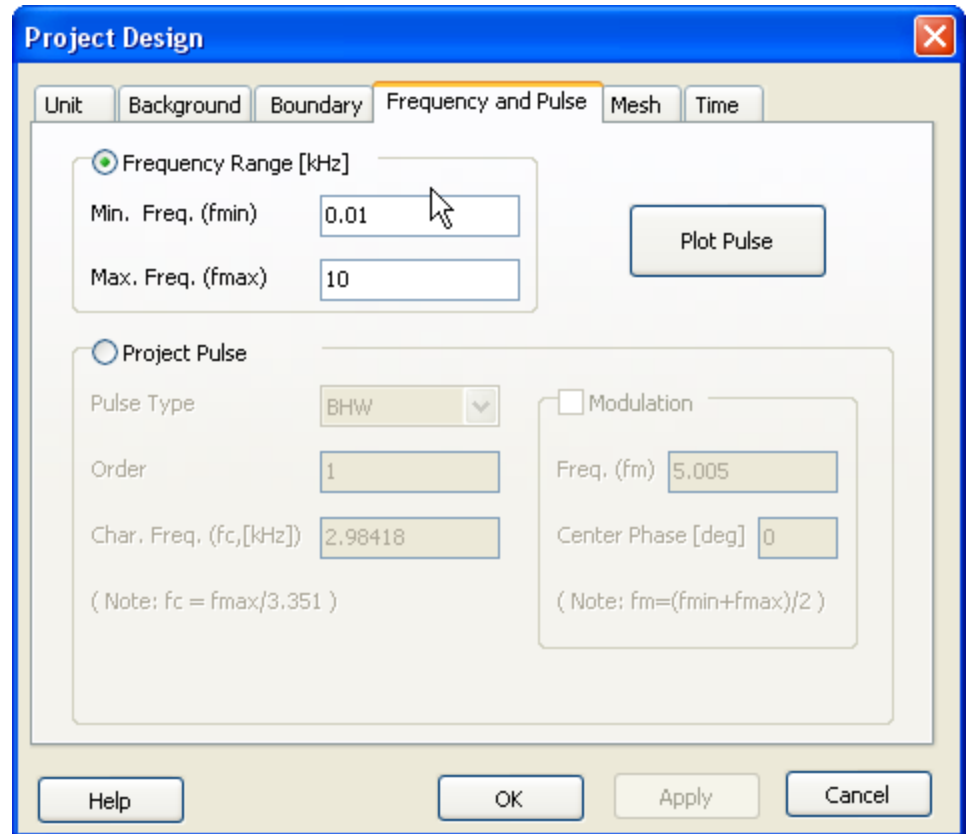 Project Design
Unit Background Boundary Frequency and Pulse Mesh Time
Frequency Range [kHz]
Min. Freq. (fmin) 0.01
Max. Freq. (fmax) 10
Plot Pulse
Project Pulse
Pulse Type BHW
Order 1
Char. Freq. (fc,[kHz]) 2.98418
( Note: fc = fmax/3.351 )
Modulation
Freq. (fm) 5.005
Center Phase [deg] 0
( Note: fm=(fmin+fmax)/2 )
Help OK Apply Cancel